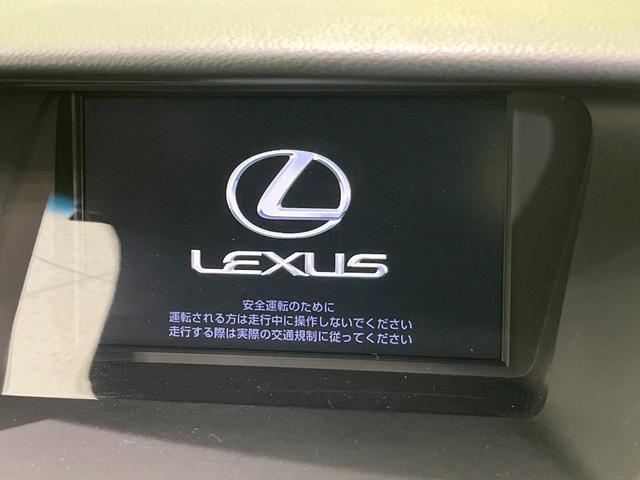 LEXUS
安全運転のために
運転される方は走行中に操作しないでください
走行する際は実際の交通規制に従ってください